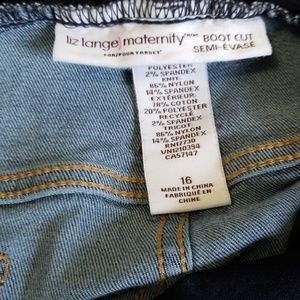 liz lange maternity
FOR/POUR TARGET
BOOT CUT
SEMI-ÉVASÉ
POLYESTER
2% SPANDEX
KNIT:
86% NYLON
14% SPANDEX
EXTÉRIEUR:
78% COTON
20% POLYESTER
RECYCLÉ
2% SPANDEX
TRICOT:
86% NYLON
14% SPANDEX
RN17730
VN1210394
CA57147
16
MADE IN CHINA
FABRIQUÉ EN
CHINE